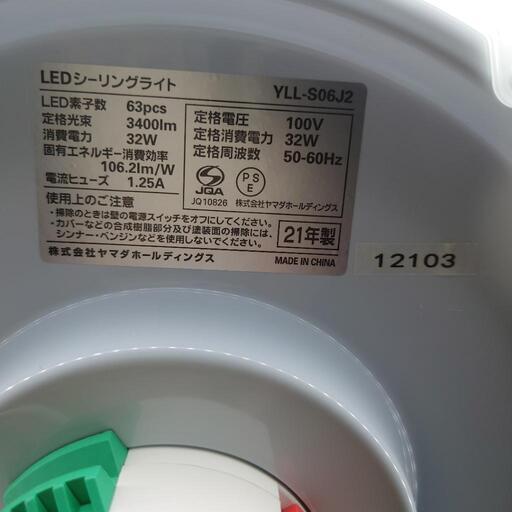 LEDシーリングライト
YLL-S06J2
LED素子数 63pcs
定格光束 3400lm
消費電力 32W
固有エネルギー消費効率
106.2lm/W
電流ヒューズ 1.25A
定格電圧 100V
定格消費電力 32W
定格周波数 50-60Hz
JQA
PSE
JQ10826 株式会社ヤマダホールディングス
使用上のご注意
・掃除のときは壁の電源スイッチをオフにしてください。
・カバーなどの合成樹脂部分及び塗装面の掃除には、
シンナー・ベンジンなどを使用しないでください。
21年製
株式会社ヤマダホールディングス
MADE IN CHINA
12103